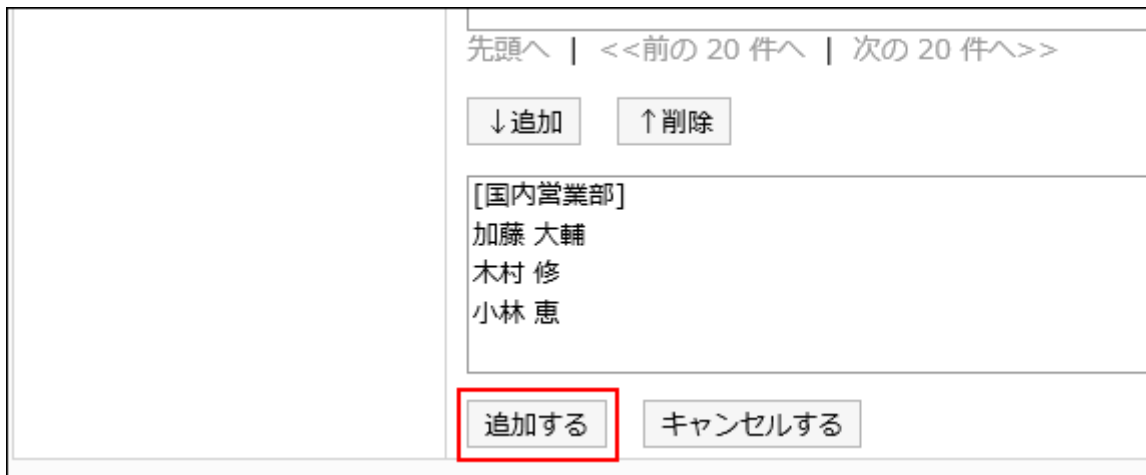 先頭へ | <<前の 20 件へ | 次の 20 件へ>>
↓追加 ↑削除
[国内営業部]
加藤 大輔
木村 修
小林 恵
追加する キャンセルする